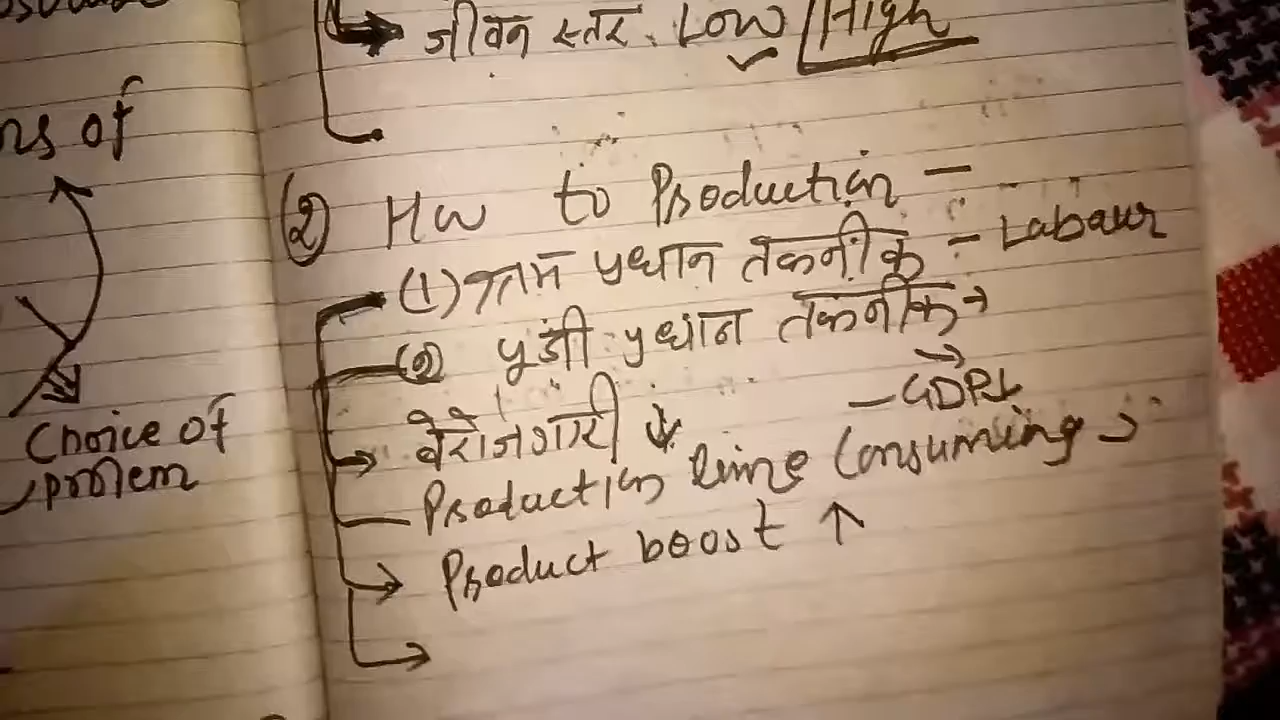 ns of
Choice of
problem
जीवन स्तर. Low / High
(2) Hw to Production -
(1) श्रम प्रधान तकनीक - Labour
(2) पूंजी प्रधान तकनीक →
बेरोजगारी ↓ - GDP↓
Production time Consuming
Product boost ↑